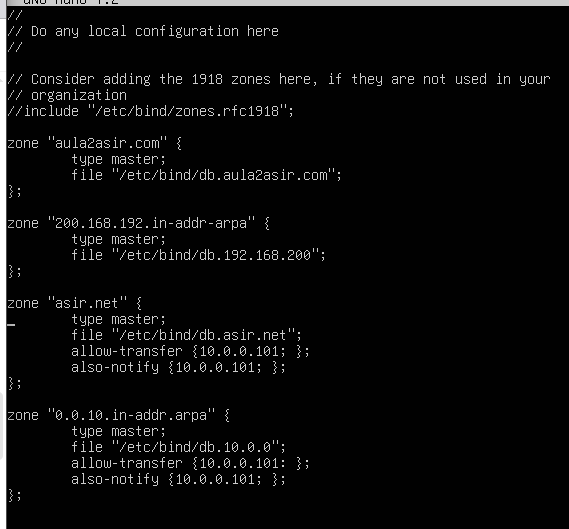 //
// Do any local configuration here
//
// Consider adding the 1918 zones here, if they are not used in your
// organization
//include "/etc/bind/zones.rfc1918";
zone "aula2asir.com" {
type master;
file "/etc/bind/db.aula2asir.com";
};
zone "200.168.192.in-addr-arpa" {
type master;
file "/etc/bind/db.192.168.200";
};
zone "asir.net" {
type master;
file "/etc/bind/db.asir.net";
allow-transfer {10.0.0.101; };
also-notify {10.0.0.101; };
};
zone "0.0.10.in-addr.arpa" {
type master;
file "/etc/bind/db.10.0.0";
allow-transfer {10.0.0.101: };
also-notify {10.0.0.101; };
};